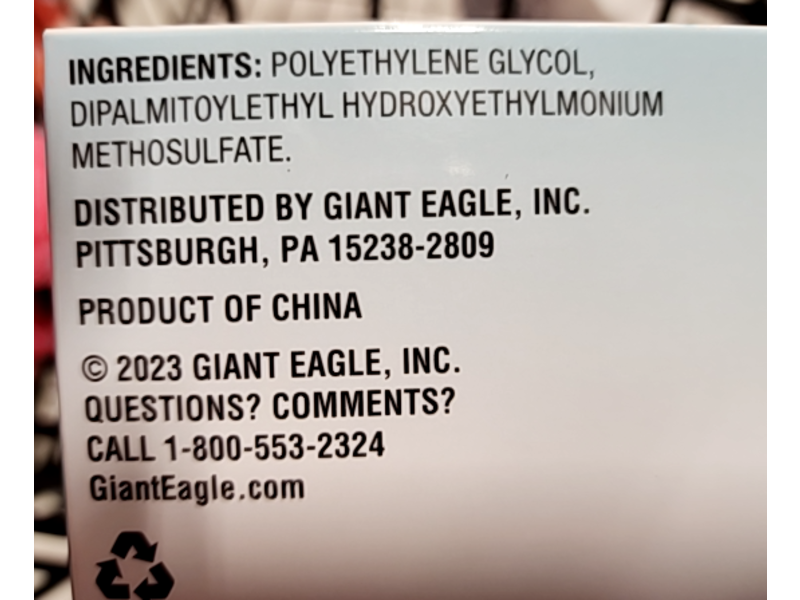 INGREDIENTS: POLYETHYLENE GLYCOL,
DIPALMITOYLETHYL HYDROXYETHYLMONIUM
METHOSULFATE.
DISTRIBUTED BY GIANT EAGLE, INC.
PITTSBURGH, PA 15238-2809
PRODUCT OF CHINA
© 2023 GIANT EAGLE, INC.
QUESTIONS? COMMENTS?
CALL 1-800-553-2324
GiantEagle.com